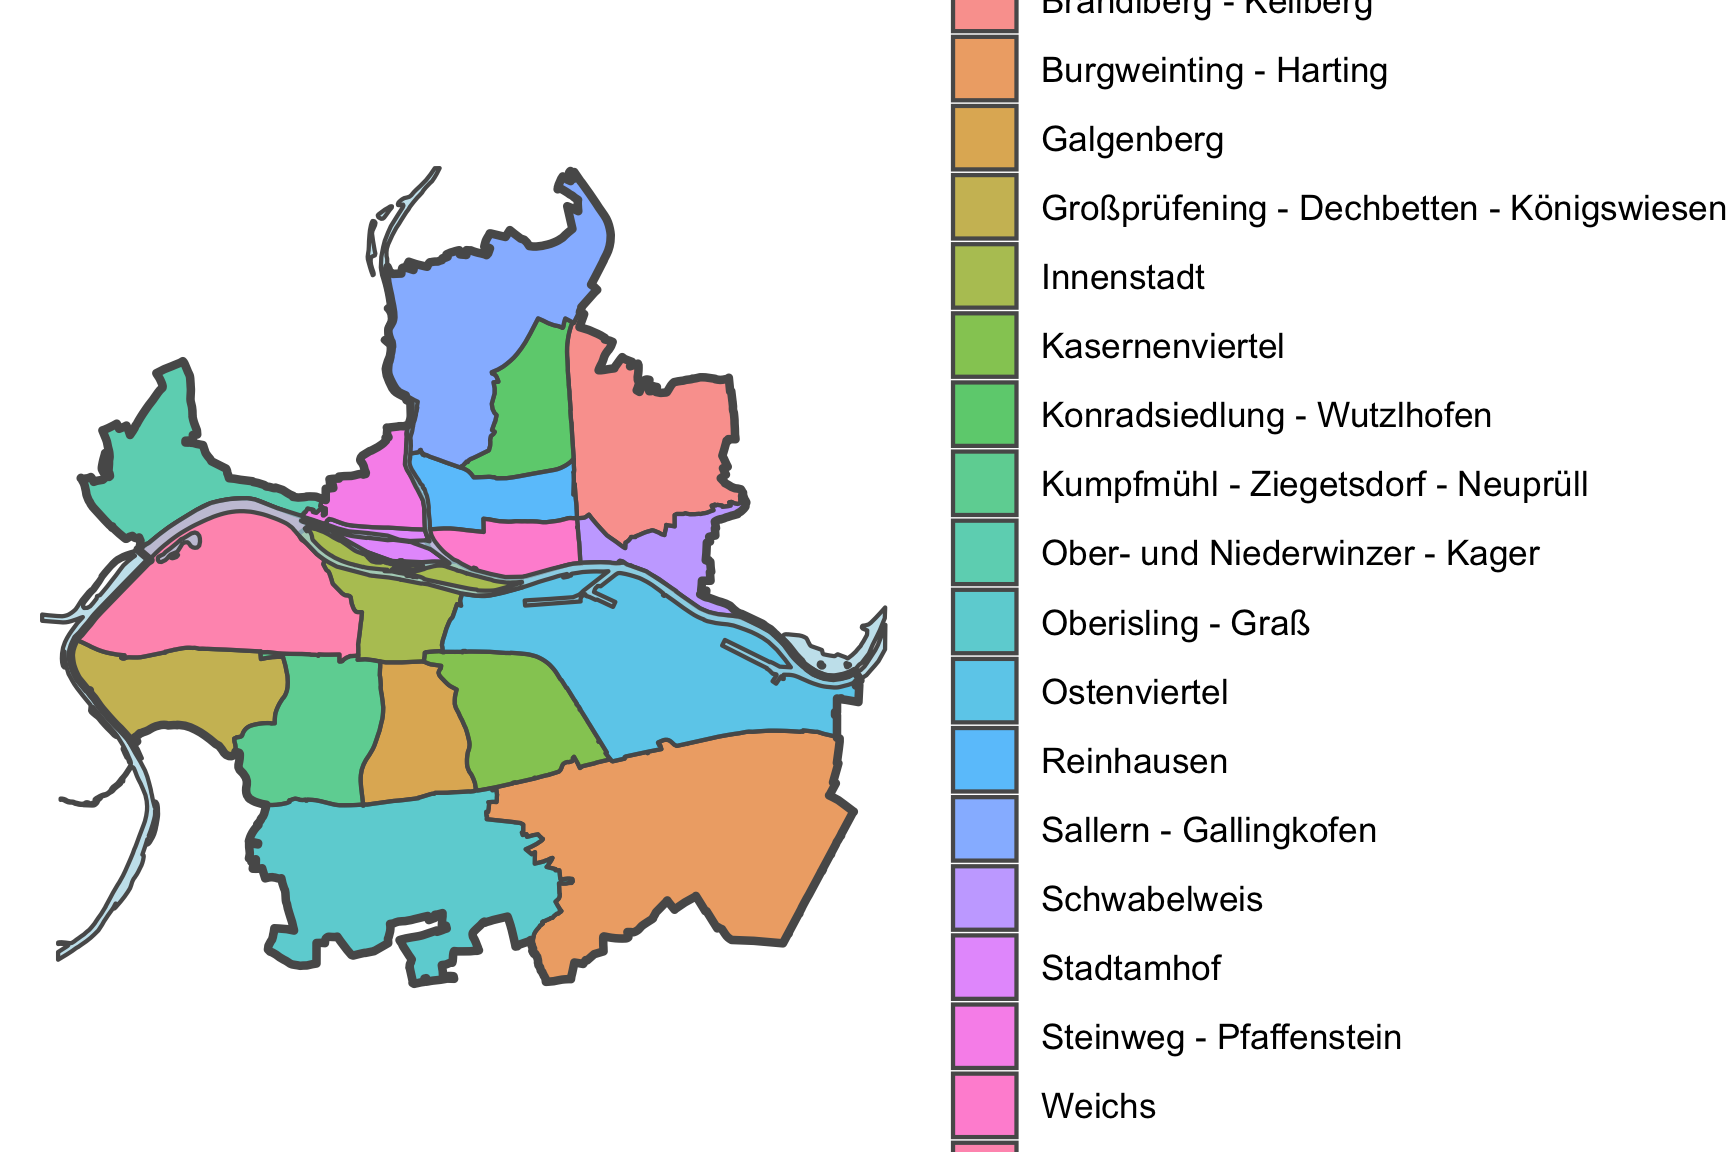 Brandlberg - Keilberg
Burgweinting - Harting
Galgenberg
Großprüfening - Dechbetten - Königswiesen
Innenstadt
Kasernenviertel
Konradsiedlung - Wutzlhofen
Kumpfmühl - Ziegetsdorf - Neuprüll
Ober- und Niederwinzer - Kager
Oberisling - Graß
Ostenviertel
Reinhausen
Sallern - Gallingkofen
Schwabelweis
Stadtamhof
Steinweg - Pfaffenstein
Weichs